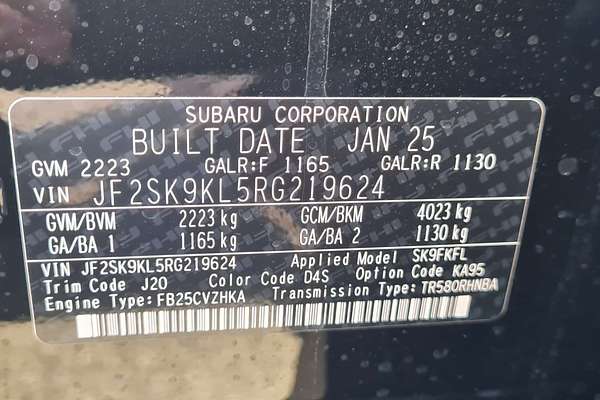 SUBARU CORPORATION
BUILT DATE JAN 25
GVM 2223 GALR:F 1165 GALR:R 1130
VIN JF2SK9KL5RG219624
GVM/BVM 2223 kg GCM/BKM 4023 kg
GA/BA 1 1165 kg GA/BA 2 1130 kg
VIN JF2SK9KL5RG219624 Applied Model SK9FKFL
Trim Code J20 Color Code D4S Option Code KA95
Engine Type:FB25CVZHKA Transmission Type:TR580RHNBA